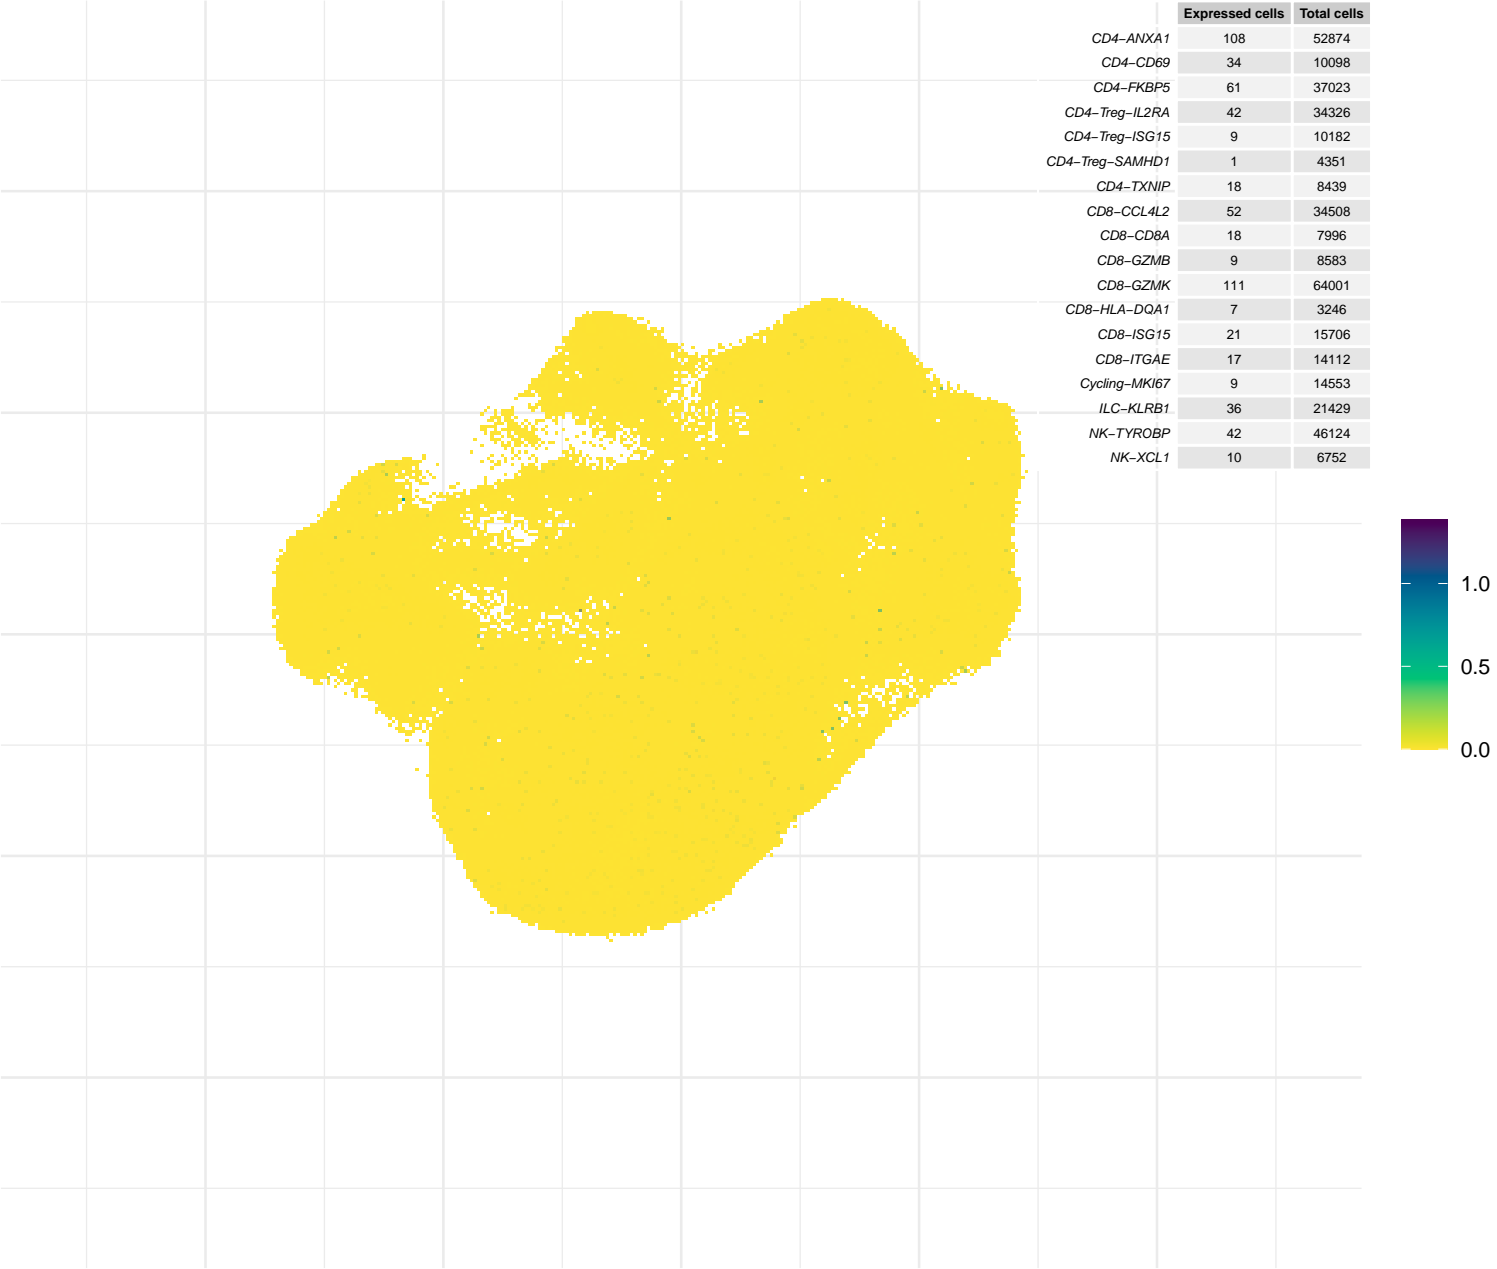 Expressed cells Total cells
CD4−ANXA1 108 52874
CD4−CD69 34 10098
CD4−FKBP5 61 37023
CD4−Treg−IL2RA 42 34326
CD4−Treg−ISG15 9 10182
CD4−Treg−SAMHD1 1 4351
CD4−TXNIP 18 8439
CD8−CCL4L2 52 34508
CD8−CD8A 18 7996
CD8−GZMB 9 8583
CD8−GZMK 111 64001
CD8−HLA−DQA1 7 3246
CD8−ISG15 21 15706
CD8−ITGAE 17 14112
Cycling−MKI67 9 14553
ILC−KLRB1 36 21429
NK−TYROBP 42 46124
NK−XCL1 10 6752
1.0
0.5
0.0